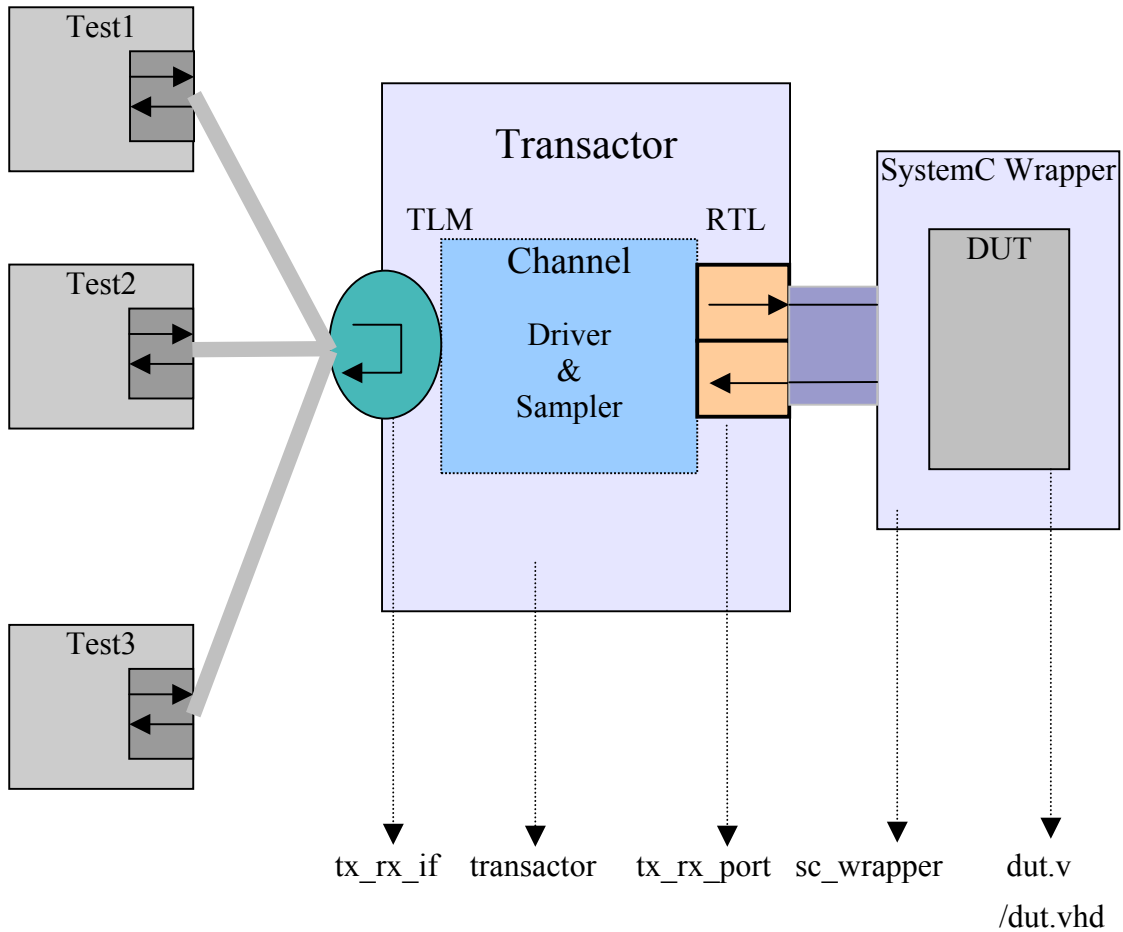 Test1
Transactor
SystemC Wrapper
TLM
RTL
DUT
Channel
Test2
Driver
&
Sampler
Test3
tx_rx_if
transactor
tx_rx_port
sc_wrapper
dut.v
/dut.vhd